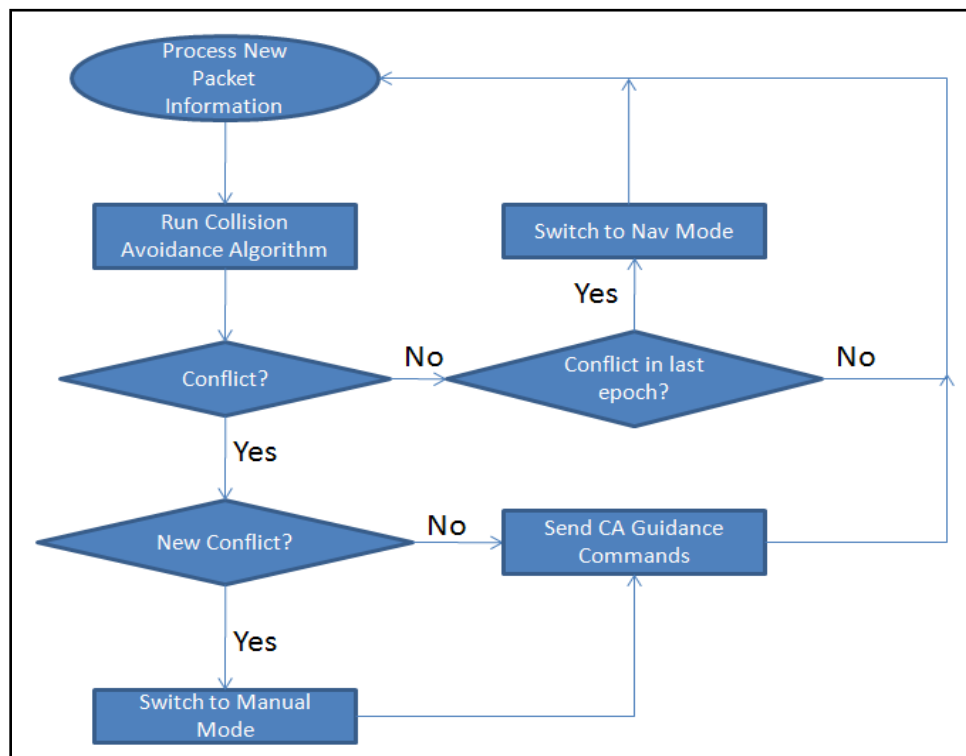 Process New
Packet
Information
Run Collision
Avoidance Algorithm
Switch to Nav Mode
Yes
Conflict?
No
Conflict in last
epoch?
No
Yes
New Conflict?
No
Send CA Guidance
Commands
Yes
Switch to Manual
Mode